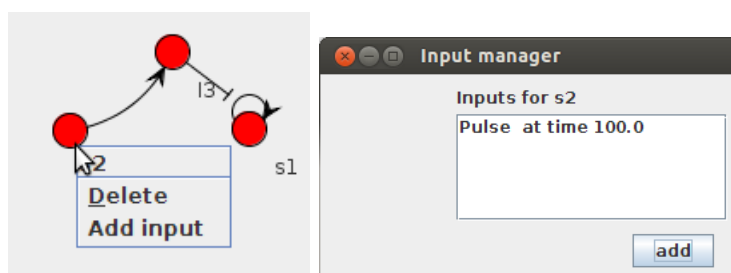 l3
s1
s2
Delete
Add input
Input manager
Inputs for s2
Pulse at time 100.0
add